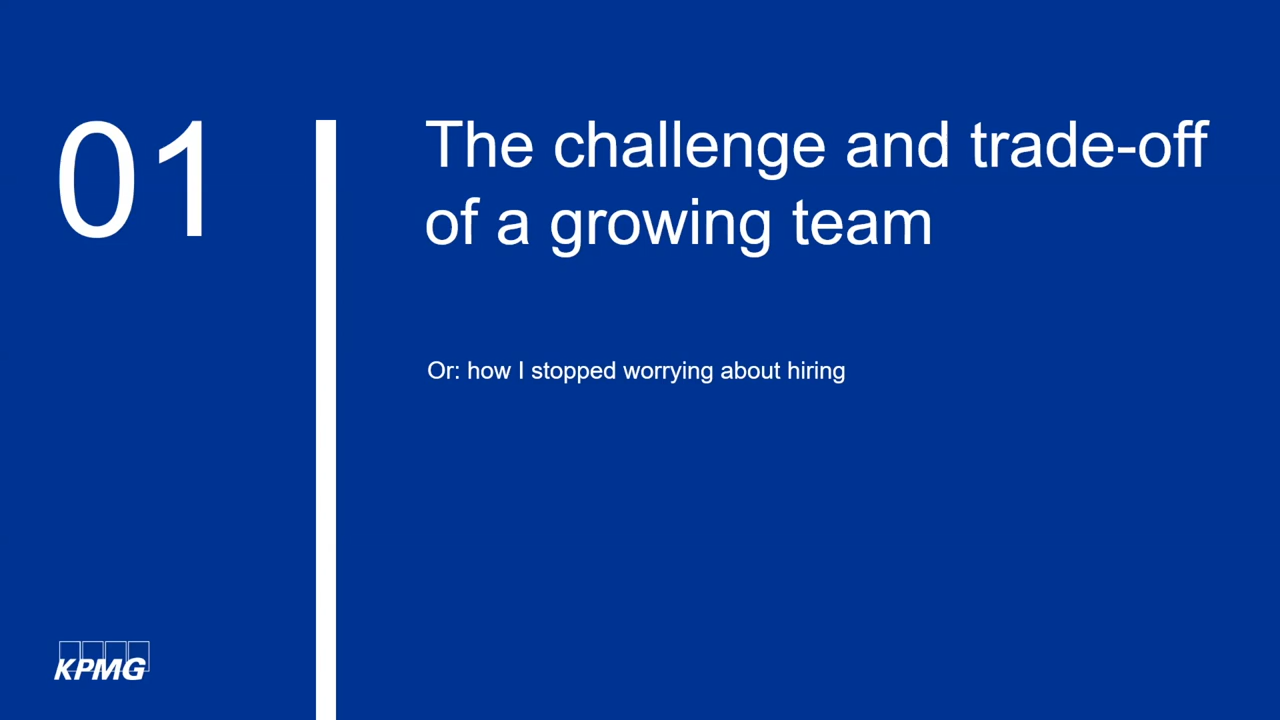 01
The challenge and trade-off
of a growing team
Or: how I stopped worrying about hiring
KPMG